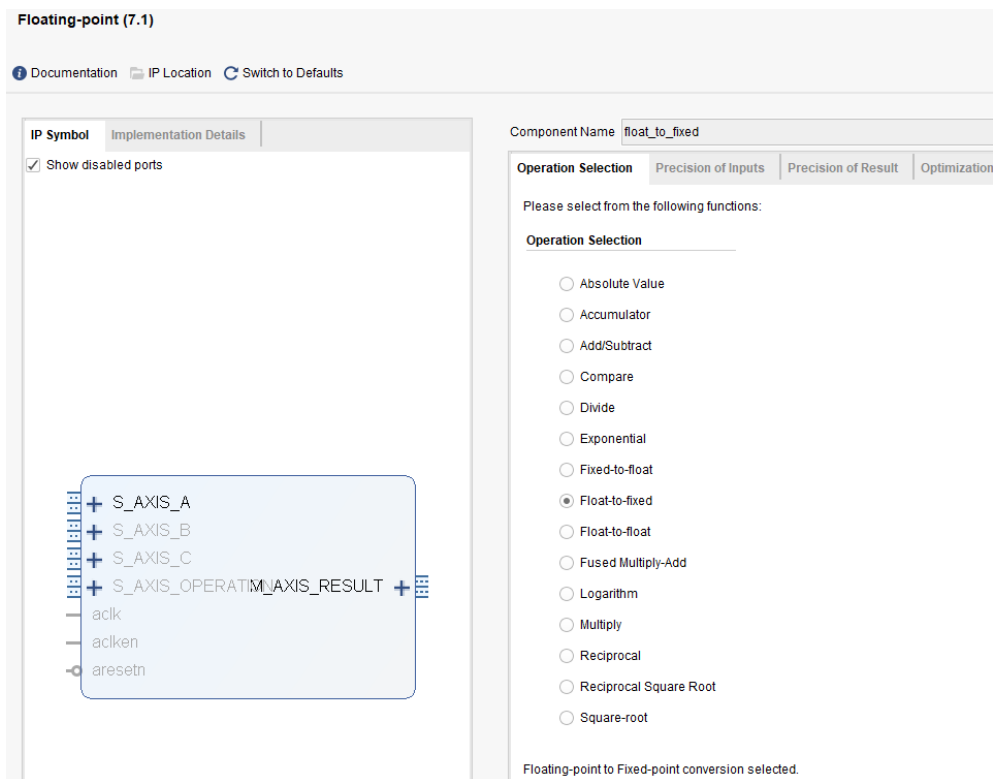 Floating-point (7.1)
Documentation IP Location Switch to Defaults
IP Symbol Implementation Details
Show disabled ports
S_AXIS_A
S_AXIS_B
S_AXIS_C
S_AXIS_OPERATION M_AXIS_RESULT
aclk
aclken
aresetn
Component Name float_to_fixed
Operation Selection Precision of Inputs Precision of Result Optimization
Please select from the following functions:
Operation Selection
Absolute Value
Accumulator
Add/Subtract
Compare
Divide
Exponential
Fixed-to-float
Float-to-fixed
Float-to-float
Fused Multiply-Add
Logarithm
Multiply
Reciprocal
Reciprocal Square Root
Square-root
Floating-point to Fixed-point conversion selected.